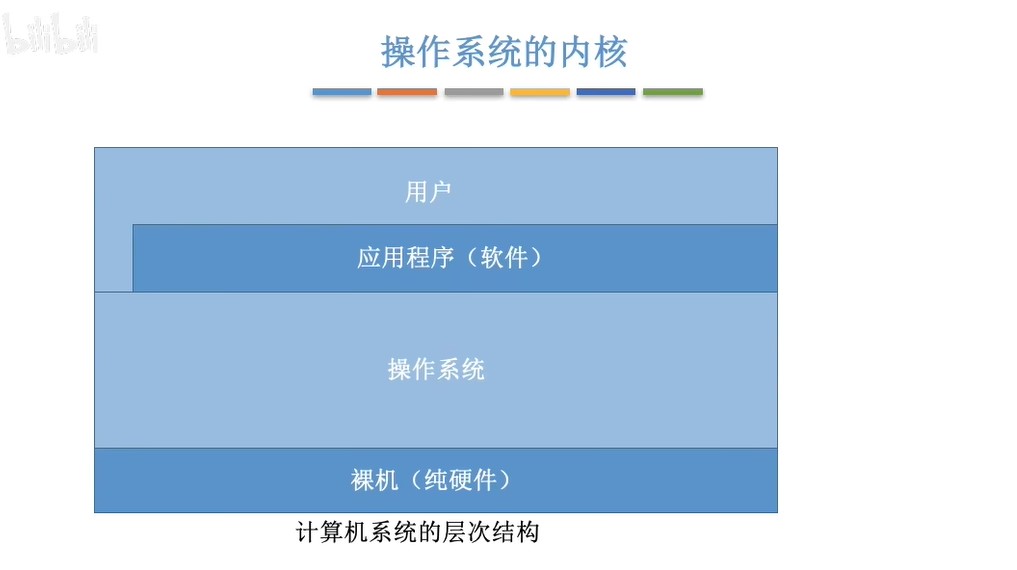 bilibili
操作系统的内核
用户
应用程序（软件）
操作系统
裸机（纯硬件）
计算机系统的层次结构